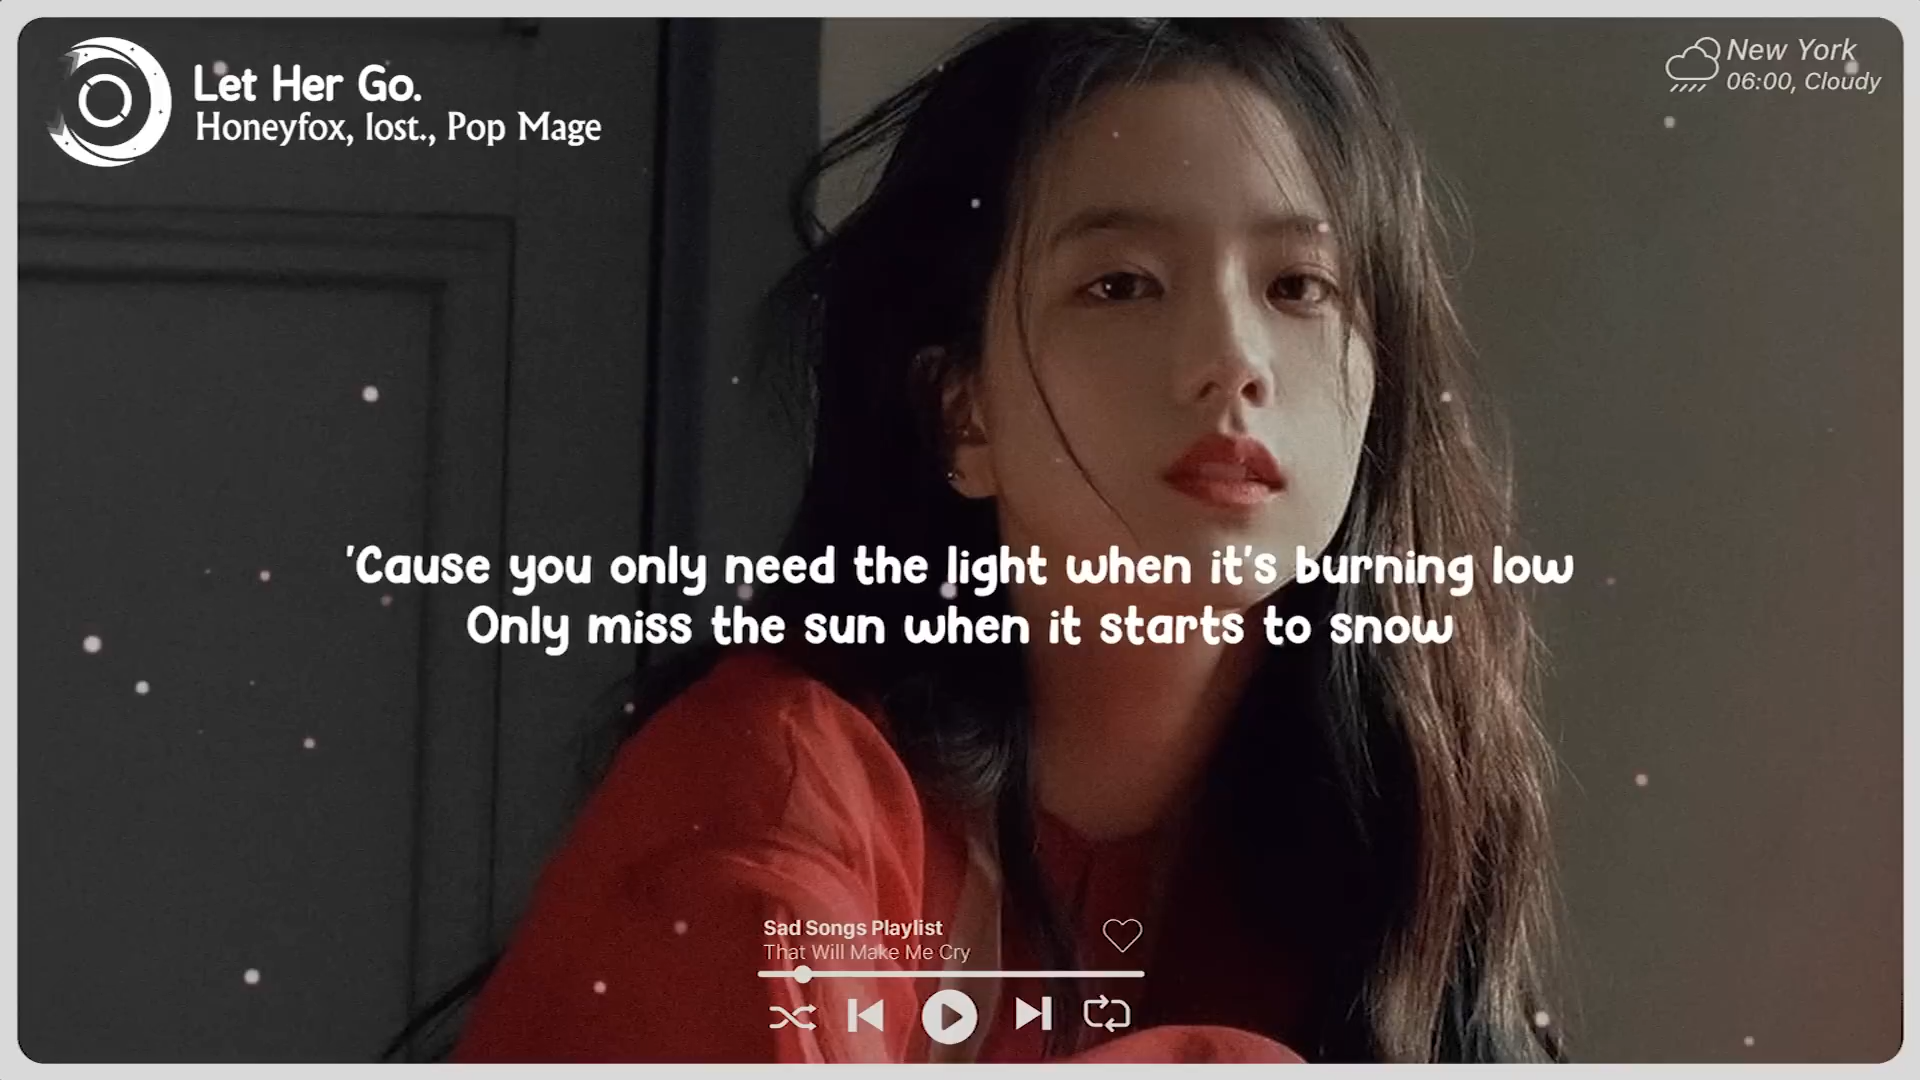 Let Her Go.
Honeyfox, lost., Pop Mage
New York
06:00, Cloudy
'Cause you only need the light when it's burning low
Only miss the sun when it starts to snow
Sad Songs Playlist
That Will Make Me Cry